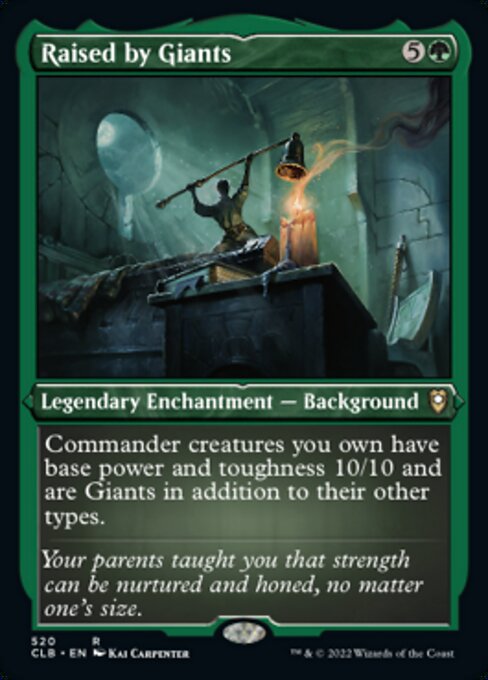 Raised by Giants 5
Legendary Enchantment — Background
Commander creatures you own have
base power and toughness 10/10 and
are Giants in addition to their other
types.
Your parents taught you that strength
can be nurtured and honed, no matter
one's size.
520 R
CLB • EN Kai Carpenter ™ & © 2022 Wizards of the Coast